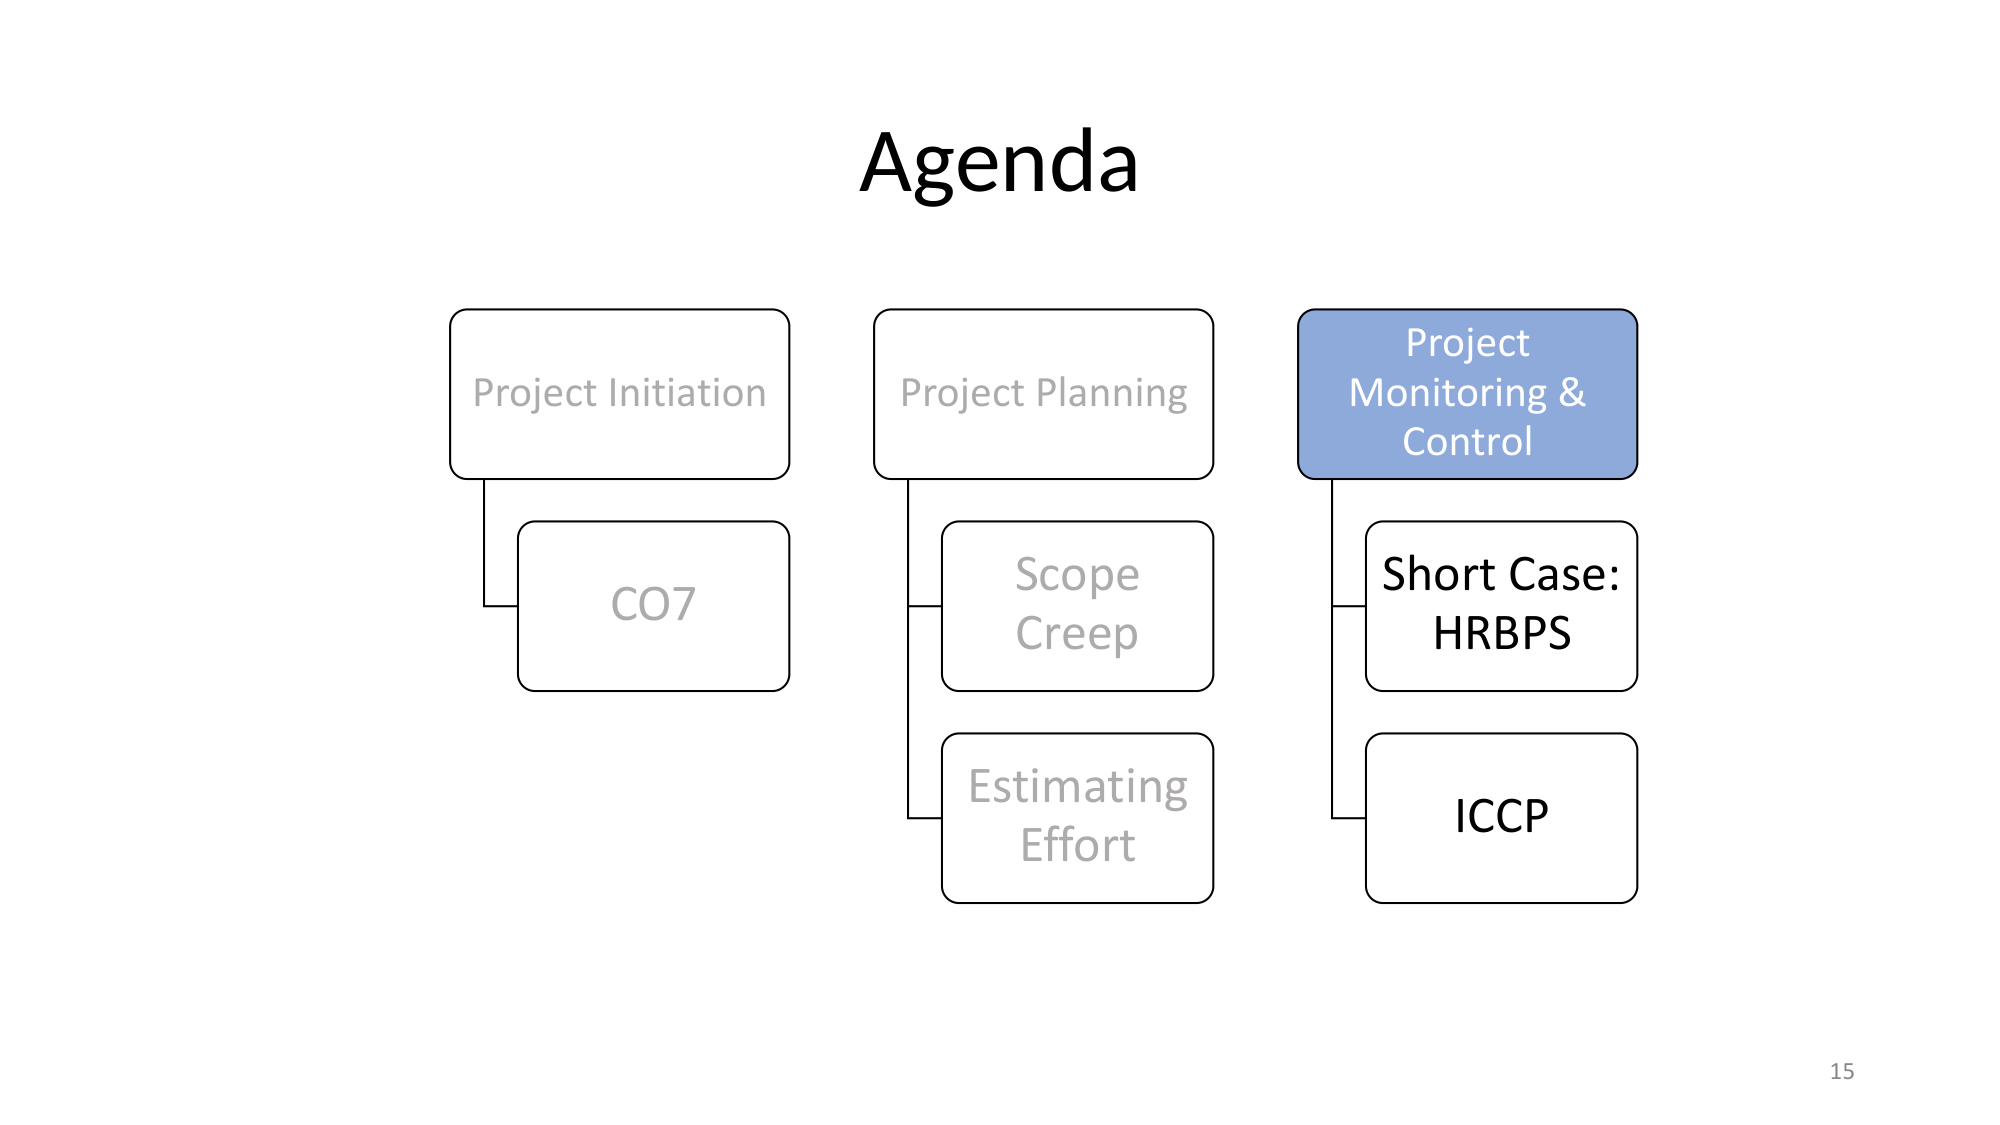 Agenda
Project Initiation
CO7
Project Planning
Scope
Creep
Estimating
Effort
Project
Monitoring &
Control
Short Case:
HRBPS
ICCP
15